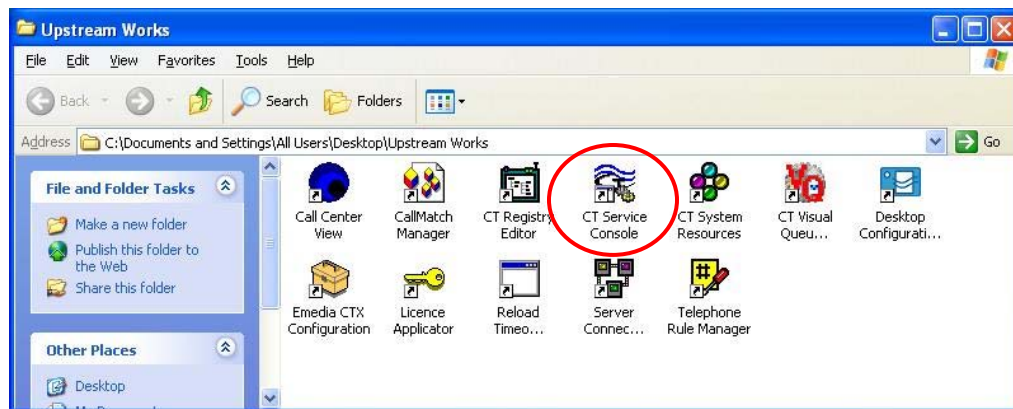 Upstream Works
File Edit View Favorites Tools Help
Back Search Folders
Address C:\Documents and Settings\All Users\Desktop\Upstream Works Go
File and Folder Tasks
Make a new folder
Publish this folder to
the Web
Share this folder
Other Places
Desktop
Call Center
View
CallMatch
Manager
CT Registry
Editor
CT Service
Console
CT System
Resources
CT Visual
Queu...
Desktop
Configurati...
Emedia CTX
Configuration
Licence
Applicator
Reload
Timeo...
Server
Connec...
Telephone
Rule Manager